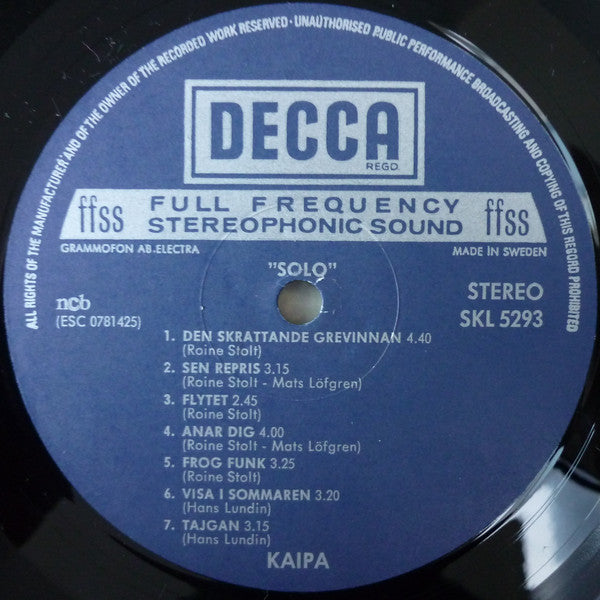 ALL RIGHTS OF THE MANUFACTURER AND OF THE OWNER OF THE RECORDED WORK RESERVED · UNAUTHORISED PUBLIC PERFORMANCE BROADCASTING AND COPYING OF THIS RECORD PROHIBITED
DECCA
REGD.
ffss FULL FREQUENCY STEREOPHONIC SOUND ffss
GRAMMOFON AB.ELECTRA MADE IN SWEDEN
"SOLO"
ncb STEREO
(ESC 0781425) SKL 5293
1. DEN SKRATTANDE GREVINNAN 4.40
(Roine Stolt)
2. SEN REPRIS 3.15
(Roine Stolt - Mats Löfgren)
3. FLYTET 2.45
(Roine Stolt)
4. ANAR DIG 4.00
(Roine Stolt - Mats Löfgren)
5. FROG FUNK 3.25
(Roine Stolt)
6. VISA I SOMMAREN 3.20
(Hans Lundin)
7. TAJGAN 3.15
(Hans Lundin)
KAIPA